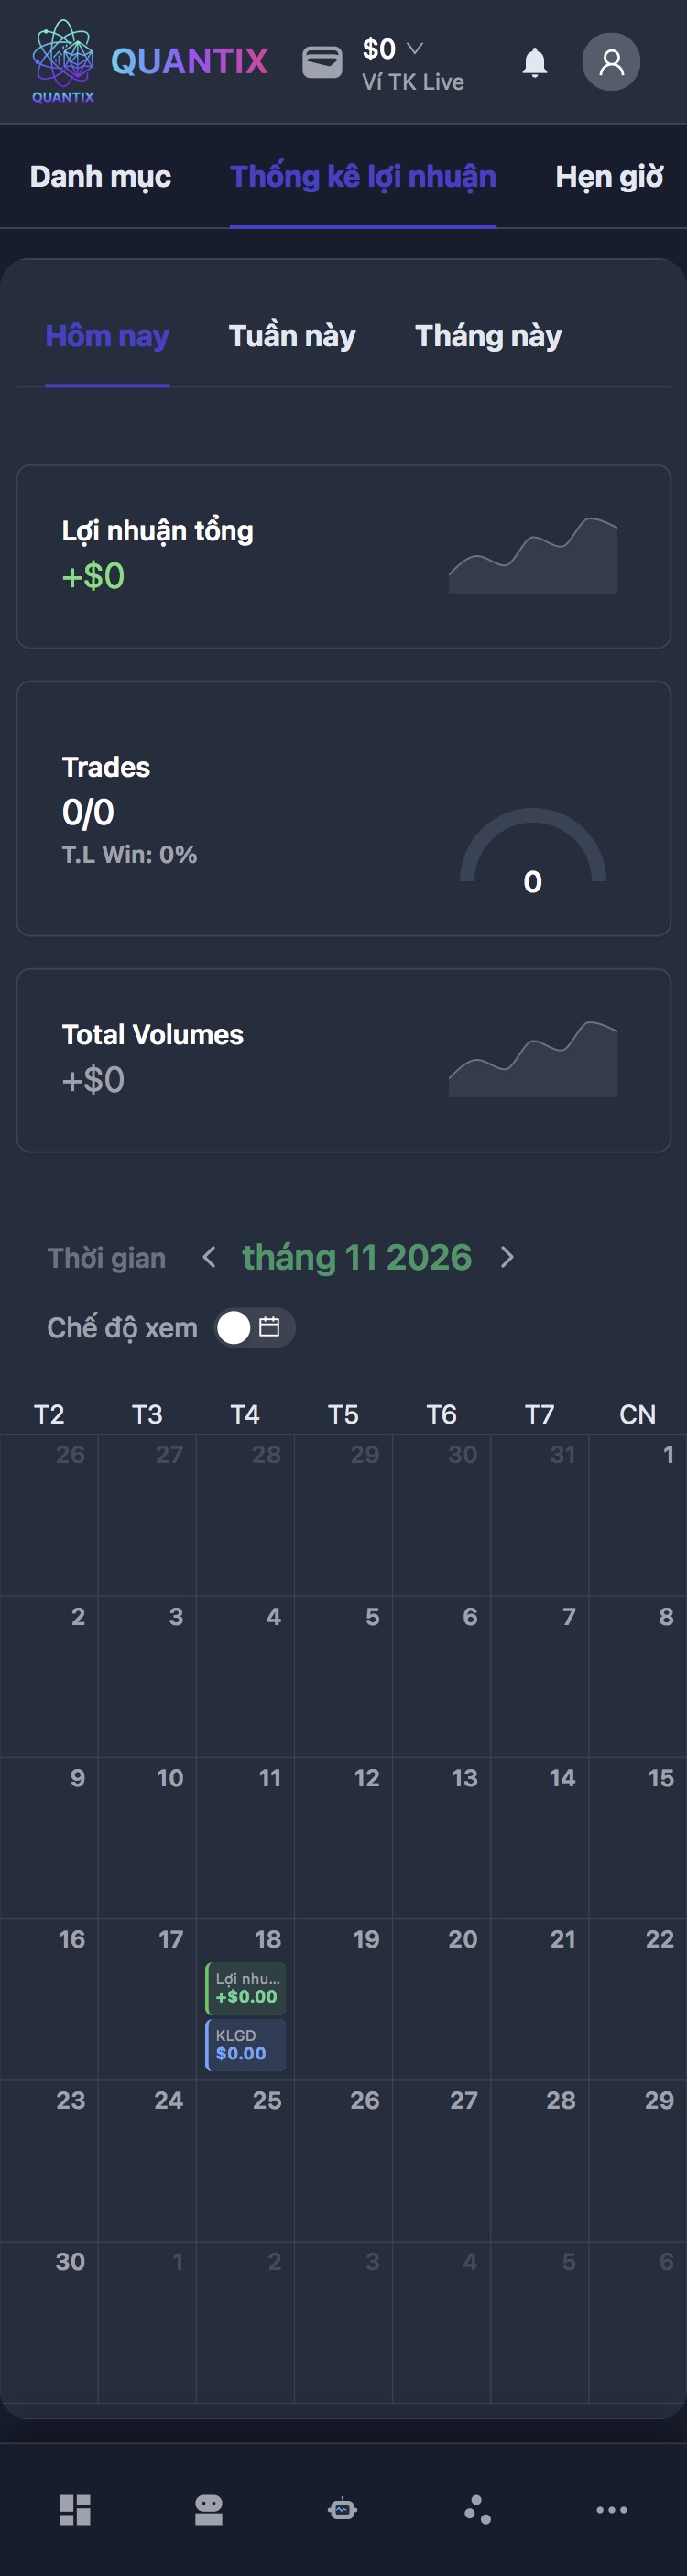 QUANTIX
QUANTIX
$0
Ví TK Live
Danh mục
Thống kê lợi nhuận
Hẹn giờ
Hôm nay
Tuần này
Tháng này
Lợi nhuận tổng
+$0
Trades
0/0
T.L Win: 0%
0
Total Volumes
+$0
Thời gian
tháng 11 2026
Chế độ xem
T2 T3 T4 T5 T6 T7 CN
26 27 28 29 30 31 1
2 3 4 5 6 7 8
9 10 11 12 13 14 15
16 17 18 19 20 21 22
Lợi nhu...
+$0.00
KLGD
$0.00
23 24 25 26 27 28 29
30 1 2 3 4 5 6